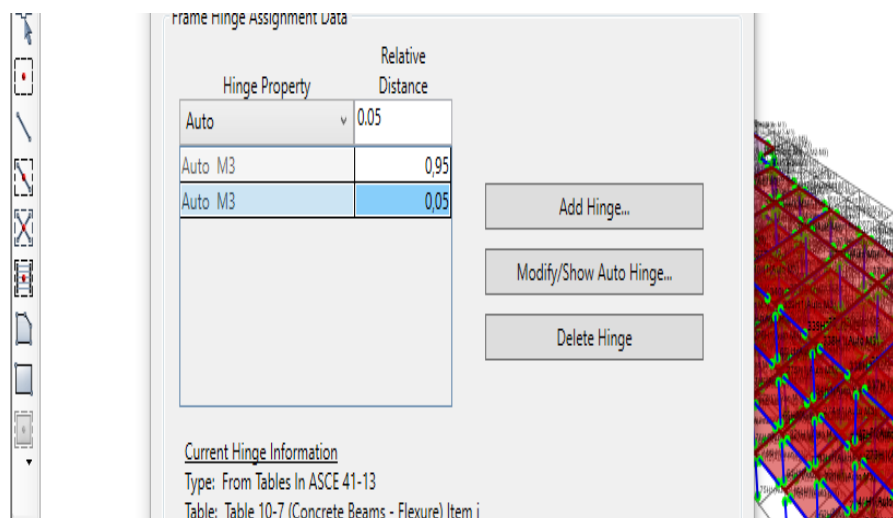 Frame Hinge Assignment Data
Relative
Hinge Property Distance
Auto 0.05
Auto M3 0,95
Auto M3 0,05
Add Hinge...
Modify/Show Auto Hinge...
Delete Hinge
Current Hinge Information
Type: From Tables In ASCE 41-13
Table: Table 10-7 (Concrete Beams - Flexure) Item i